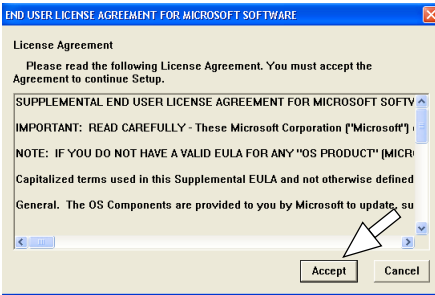 END USER LICENSE AGREEMENT FOR MICROSOFT SOFTWARE
License Agreement
Please read the following License Agreement. You must accept the
Agreement to continue Setup.
SUPPLEMENTAL END USER LICENSE AGREEMENT FOR MICROSOFT SOFTW
IMPORTANT: READ CAREFULLY - These Microsoft Corporation ("Microsoft")
NOTE: IF YOU DO NOT HAVE A VALID EULA FOR ANY "OS PRODUCT" (MICR
Capitalized terms used in this Supplemental EULA and not otherwise defined
General. The OS Components are provided to you by Microsoft to update, su
Accept
Cancel